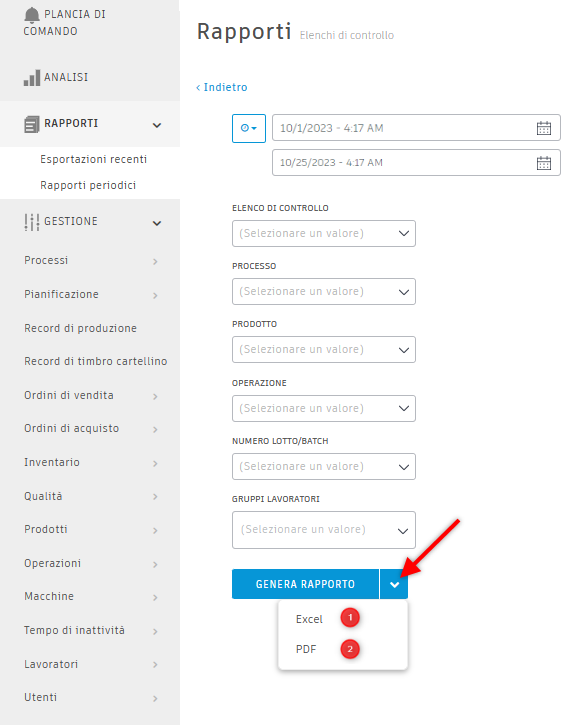 PLANCIA DI
COMANDO
ANALISI
RAPPORTI
Esportazioni recenti
Rapporti periodici
GESTIONE
Processi
Pianificazione
Record di produzione
Record di timbro cartellino
Ordini di vendita
Ordini di acquisto
Inventario
Qualità
Prodotti
Operazioni
Macchine
Tempo di inattività
Lavoratori
Utenti
Rapporti Elenchi di controllo
‹ Indietro
10/1/2023 - 4:17 AM
10/25/2023 - 4:17 AM
ELENCO DI CONTROLLO
(Selezionare un valore)
PROCESSO
(Selezionare un valore)
PRODOTTO
(Selezionare un valore)
OPERAZIONE
(Selezionare un valore)
NUMERO LOTTO/BATCH
(Selezionare un valore)
GRUPPI LAVORATORI
(Selezionare un valore)
GENERA RAPPORTO
Excel 1
PDF 2